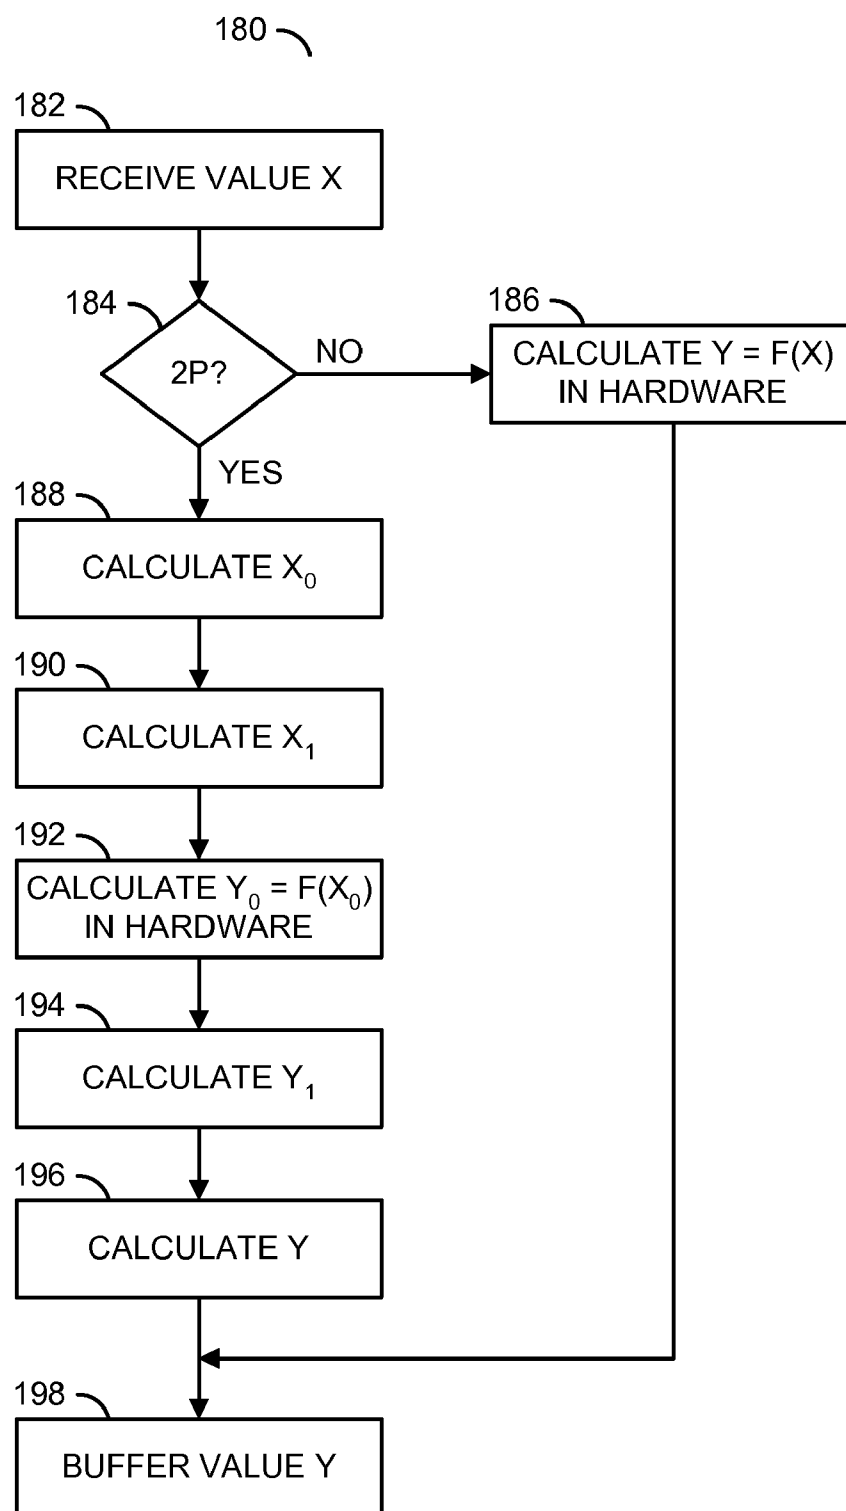 180
182
RECEIVE VALUE X
184
2P?
NO
186
CALCULATE Y = F(X)
IN HARDWARE
YES
188
CALCULATE X₀
190
CALCULATE X₁
192
CALCULATE Y₀ = F(X₀)
IN HARDWARE
194
CALCULATE Y₁
196
CALCULATE Y
198
BUFFER VALUE Y